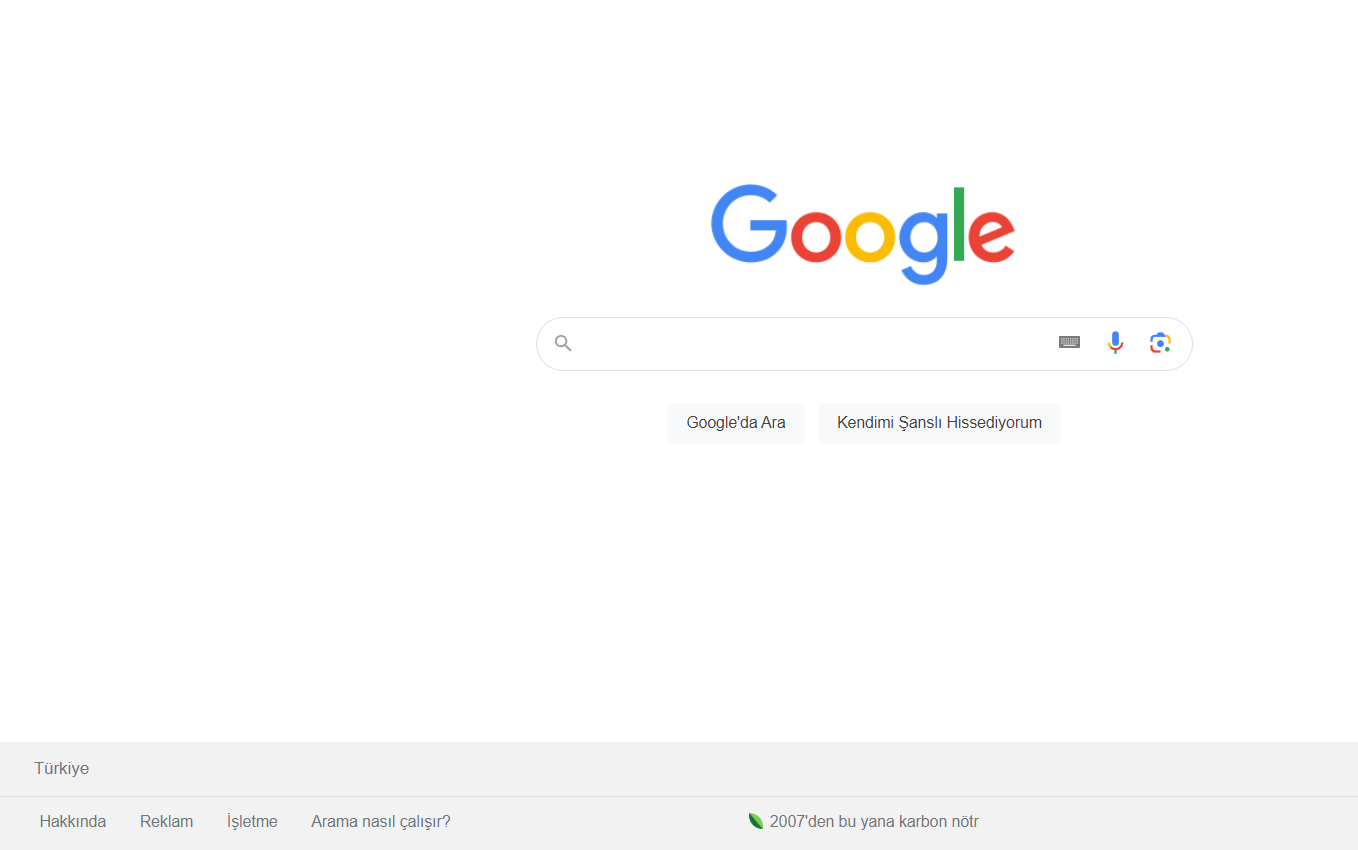 Google
Google'da Ara Kendimi Şanslı Hissediyorum
Türkiye
Hakkında Reklam İşletme Arama nasıl çalışır? 2007'den bu yana karbon nötr